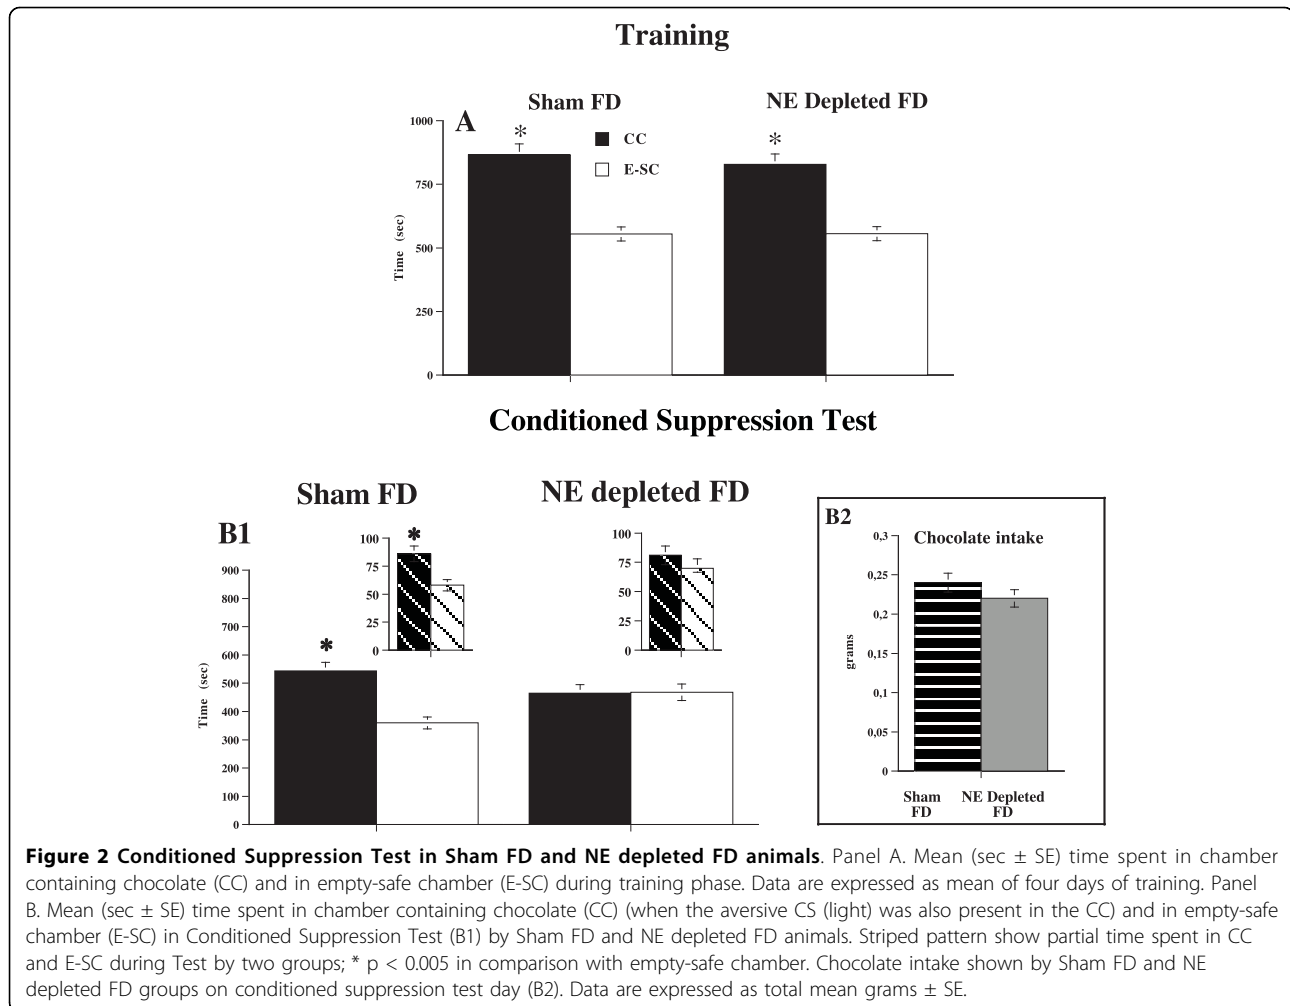 Training
Sham FD
NE Depleted FD
A
CC
E-SC
1000
750
500
250
0
Time (sec)
*
*
Conditioned Suppression Test
Sham FD
NE depleted FD
B1
900
800
700
600
500
400
300
200
100
0
Time (sec)
*
100
75
50
25
0
*
100
75
50
25
0
B2
Chocolate intake
0,3
0,25
0,2
0,15
0,1
0,05
0
grams
Sham
FD
NE Depleted
FD
Figure 2 Conditioned Suppression Test in Sham FD and NE depleted FD animals. Panel A. Mean (sec ± SE) time spent in chamber
containing chocolate (CC) and in empty-safe chamber (E-SC) during training phase. Data are expressed as mean of four days of training. Panel
B. Mean (sec ± SE) time spent in chamber containing chocolate (CC) (when the aversive CS (light) was also present in the CC) and in empty-safe
chamber (E-SC) in Conditioned Suppression Test (B1) by Sham FD and NE depleted FD animals. Striped pattern show partial time spent in CC
and E-SC during Test by two groups; * p < 0.005 in comparison with empty-safe chamber. Chocolate intake shown by Sham FD and NE
depleted FD groups on conditioned suppression test day (B2). Data are expressed as total mean grams ± SE.